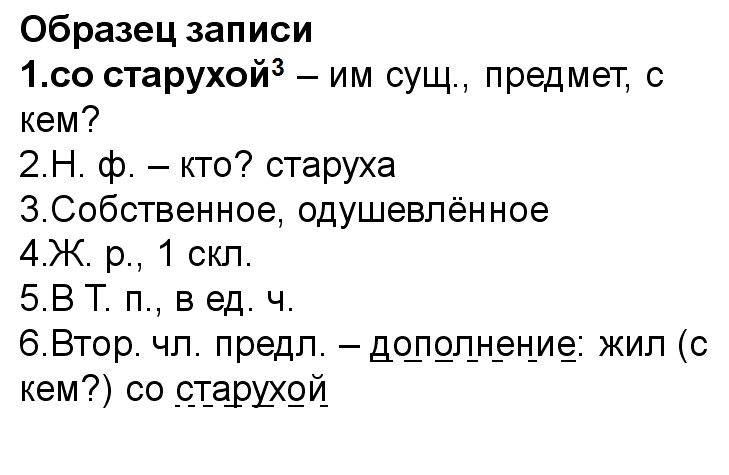 Образец записи
1.со старухой³ – им сущ., предмет, с
кем?
2.Н. ф. – кто? старуха
3.Собственное, одушевлённое
4.Ж. р., 1 скл.
5.В Т. п., в ед. ч.
6.Втор. чл. предл. – дополнение: жил (с
кем?) со старухой